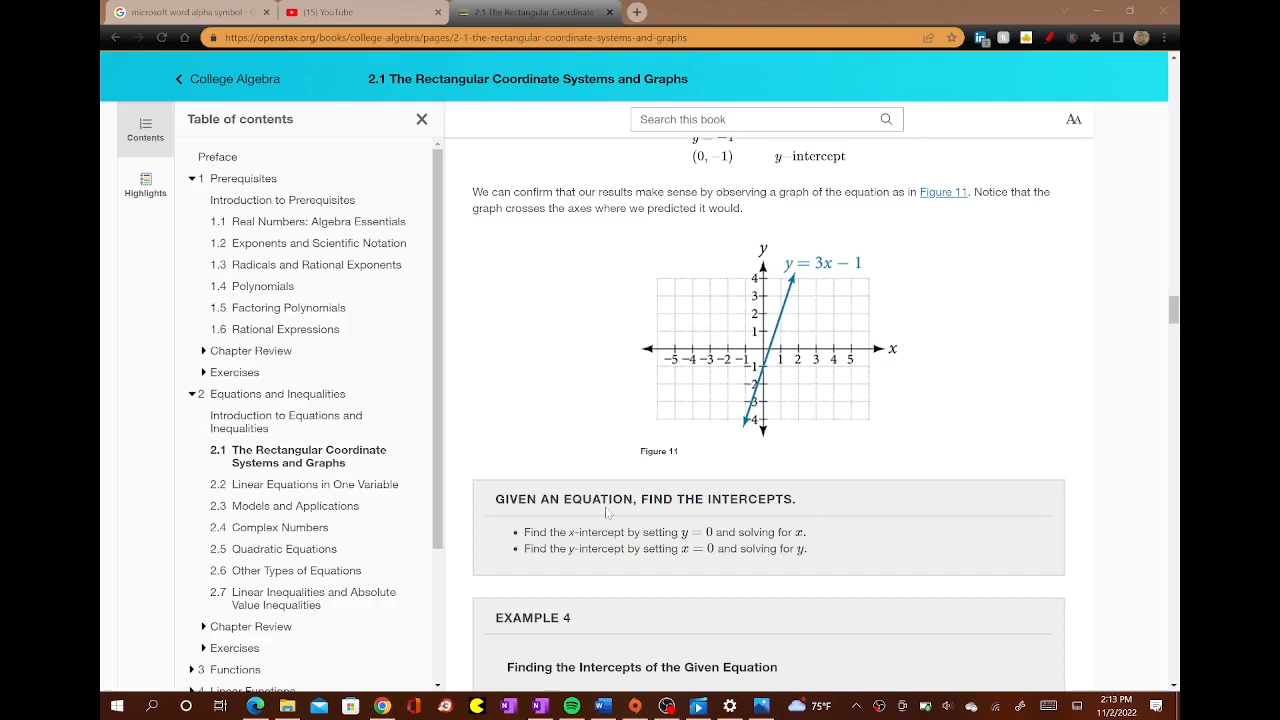 microsoft word alpha symbol - G
(15) YouTube
2.1 The Rectangular Coordinate
https://openstax.org/books/college-algebra/pages/2-1-the-rectangular-coordinate-systems-and-graphs
College Algebra
2.1 The Rectangular Coordinate Systems and Graphs
Contents
Highlights
Table of contents
Search this book
AA
Preface
1 Prerequisites
Introduction to Prerequisites
1.1 Real Numbers: Algebra Essentials
1.2 Exponents and Scientific Notation
1.3 Radicals and Rational Exponents
1.4 Polynomials
1.5 Factoring Polynomials
1.6 Rational Expressions
Chapter Review
Exercises
2 Equations and Inequalities
Introduction to Equations and
Inequalities
2.1 The Rectangular Coordinate
Systems and Graphs
2.2 Linear Equations in One Variable
2.3 Models and Applications
2.4 Complex Numbers
2.5 Quadratic Equations
2.6 Other Types of Equations
2.7 Linear Inequalities and Absolute
Value Inequalities
Chapter Review
Exercises
3 Functions
4 Linear Functions
y = −1
(0, −1) y−intercept
We can confirm that our results make sense by observing a graph of the equation as in Figure 11. Notice that the
graph crosses the axes where we predicted it would.
y
y = 3x − 1
4
3
2
1
−5 −4 −3 −2 −1 1 2 3 4 5
x
−1
−2
−3
−4
Figure 11
GIVEN AN EQUATION, FIND THE INTERCEPTS.
• Find the x-intercept by setting y = 0 and solving for x.
• Find the y-intercept by setting x = 0 and solving for y.
EXAMPLE 4
Finding the Intercepts of the Given Equation
75°F
2:13 PM
11/2/2022